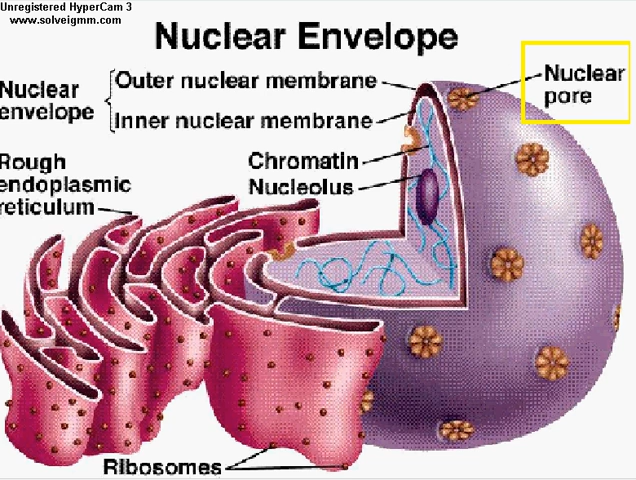 Unregistered HyperCam 3
www.solveigmm.com
Nuclear Envelope
Nuclear
envelope
Outer nuclear membrane
Inner nuclear membrane
Nuclear
pore
Chromatin
Nucleolus
Rough
endoplasmic
reticulum
Ribosomes